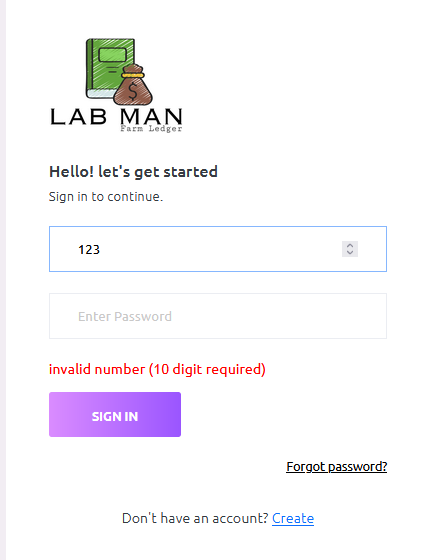 LAB MAN
Farm Ledger
Hello! let's get started
Sign in to continue.
123
Enter Password
invalid number (10 digit required)
SIGN IN
Forgot password?
Don't have an account? Create